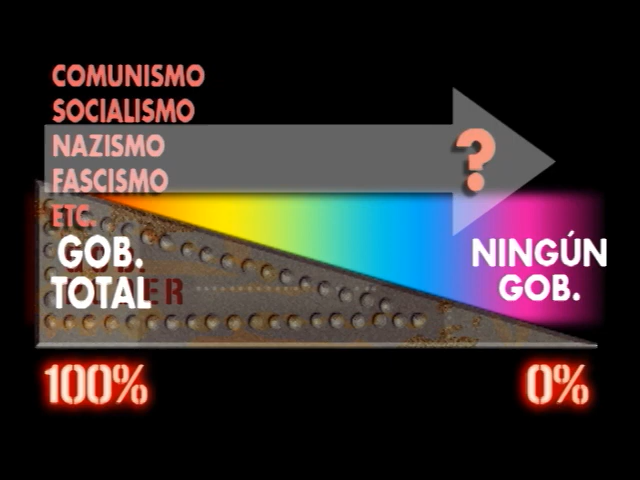 COMUNISMO
SOCIALISMO
NAZISMO
FASCISMO
ETC.
?
GOB.
TOTAL
NINGÚN
GOB.
100%
0%